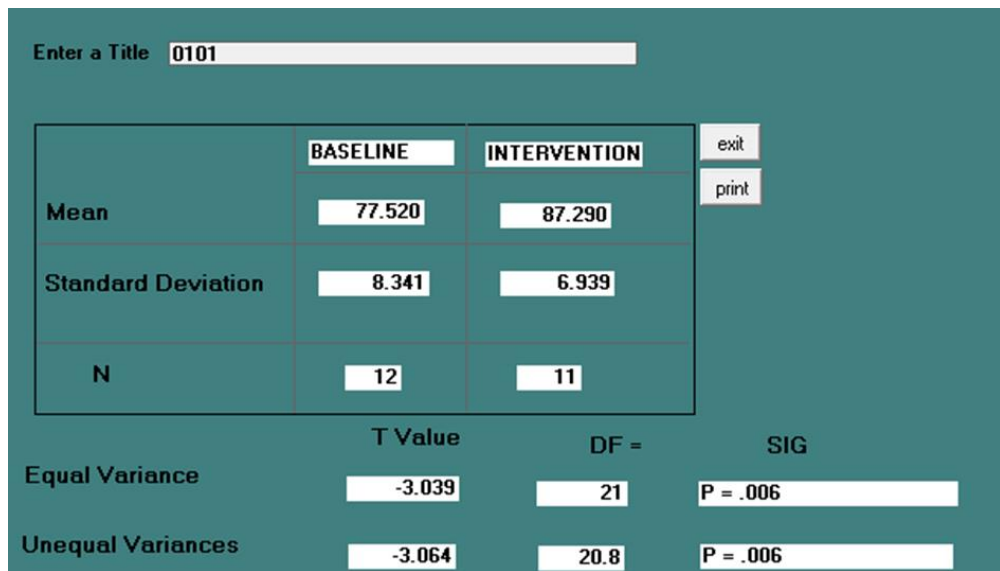 Enter a Title 0101
BASELINE INTERVENTION exit
print
Mean 77.520 87.290
Standard Deviation 8.341 6.939
N 12 11
T Value DF = SIG
Equal Variance -3.039 21 P = .006
Unequal Variances -3.064 20.8 P = .006